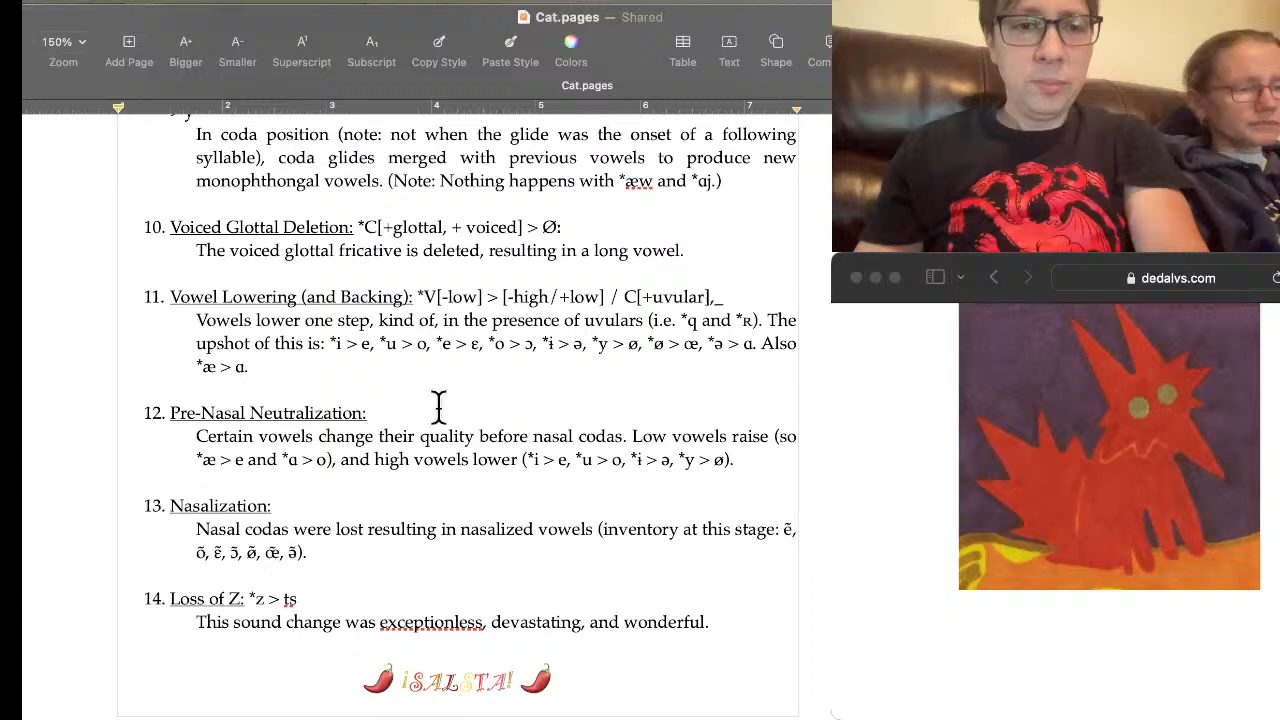 Cat.pages — Shared
150%
Zoom
Add Page
Bigger
Smaller
Superscript
Subscript
Copy Style
Paste Style
Colors
Table
Text
Shape
Com
Cat.pages
2 3 4 5 6 7
> y
In coda position (note: not when the glide was the onset of a following
syllable), coda glides merged with previous vowels to produce new
monophthongal vowels. (Note: Nothing happens with *æw and *ɑj.)
10. Voiced Glottal Deletion: *C[+glottal, + voiced] > Ø:
The voiced glottal fricative is deleted, resulting in a long vowel.
11. Vowel Lowering (and Backing): *V[-low] > [-high/+low] / C[+uvular],_
Vowels lower one step, kind of, in the presence of uvulars (i.e. *q and *ʀ). The
upshot of this is: *i > e, *u > o, *e > ɛ, *o > ɔ, *ɨ > ə, *y > ø, *ø > œ, *ə > ɑ. Also
*æ > ɑ.
12. Pre-Nasal Neutralization:
Certain vowels change their quality before nasal codas. Low vowels raise (so
*æ > e and *ɑ > o), and high vowels lower (*i > e, *u > o, *ɨ > ə, *y > ø).
13. Nasalization:
Nasal codas were lost resulting in nasalized vowels (inventory at this stage: ẽ,
õ, ɛ̃, ɔ̃, ø̃, œ̃, ə̃).
14. Loss of Z: *z > ts
This sound change was exceptionless, devastating, and wonderful.
🌶️ ¡SALSTA! 🌶️
dedalvs.com